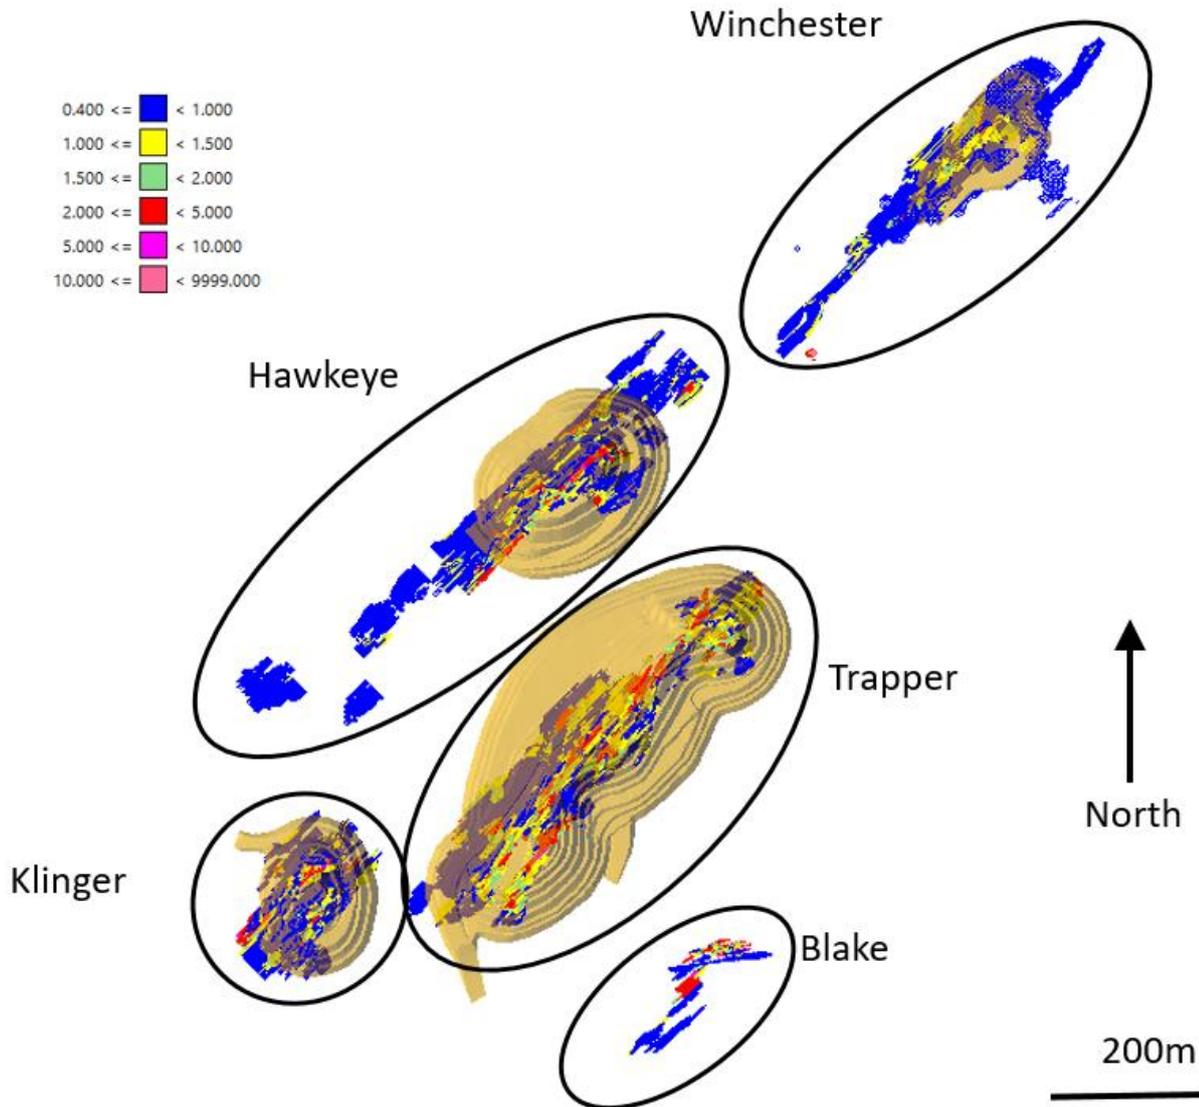 Winchester
0.400 <= < 1.000
1.000 <= < 1.500
1.500 <= < 2.000
2.000 <= < 5.000
5.000 <= < 10.000
10.000 <= < 9999.000
Hawkeye
Trapper
North
Klinger
Blake
200m